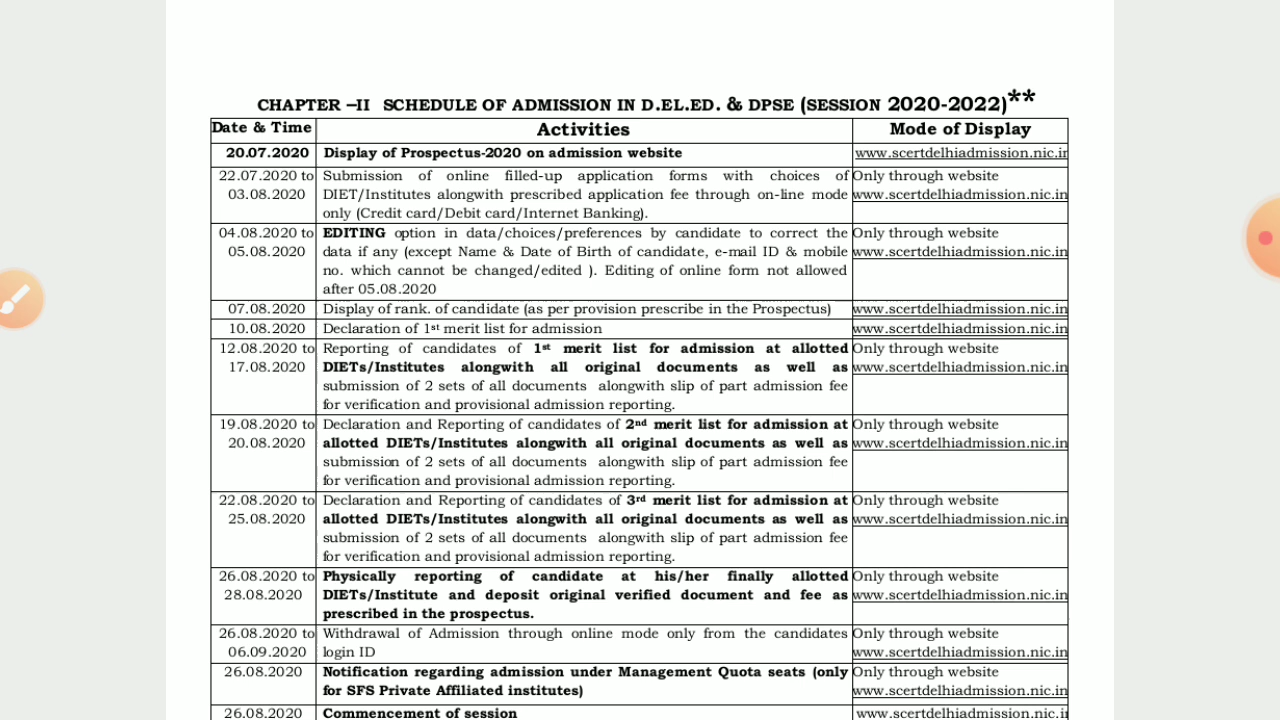 CHAPTER –II SCHEDULE OF ADMISSION IN D.EL.ED. & DPSE (SESSION 2020-2022)**
Date & Time Activities Mode of Display
20.07.2020 Display of Prospectus-2020 on admission website www.scertdelhiadmission.nic.in
22.07.2020 to Submission of online filled-up application forms with choices of Only through website
03.08.2020 DIET/Institutes alongwith prescribed application fee through on-line mode www.scertdelhiadmission.nic.in
only (Credit card/Debit card/Internet Banking).
04.08.2020 to EDITING option in data/choices/preferences by candidate to correct the Only through website
05.08.2020 data if any (except Name & Date of Birth of candidate, e-mail ID & mobile www.scertdelhiadmission.nic.in
no. which cannot be changed/edited ). Editing of online form not allowed
after 05.08.2020
07.08.2020 Display of rank. of candidate (as per provision prescribe in the Prospectus) www.scertdelhiadmission.nic.in
10.08.2020 Declaration of 1st merit list for admission www.scertdelhiadmission.nic.in
12.08.2020 to Reporting of candidates of 1st merit list for admission at allotted Only through website
17.08.2020 DIETs/Institutes alongwith all original documents as well as www.scertdelhiadmission.nic.in
submission of 2 sets of all documents alongwith slip of part admission fee
for verification and provisional admission reporting.
19.08.2020 to Declaration and Reporting of candidates of 2nd merit list for admission at Only through website
20.08.2020 allotted DIETs/Institutes alongwith all original documents as well as www.scertdelhiadmission.nic.in
submission of 2 sets of all documents alongwith slip of part admission fee
for verification and provisional admission reporting.
22.08.2020 to Declaration and Reporting of candidates of 3rd merit list for admission at Only through website
25.08.2020 allotted DIETs/Institutes alongwith all original documents as well as www.scertdelhiadmission.nic.in
submission of 2 sets of all documents alongwith slip of part admission fee
for verification and provisional admission reporting.
26.08.2020 to Physically reporting of candidate at his/her finally allotted Only through website
28.08.2020 DIETs/Institute and deposit original verified document and fee as www.scertdelhiadmission.nic.in
prescribed in the prospectus.
26.08.2020 to Withdrawal of Admission through online mode only from the candidates Only through website
06.09.2020 login ID www.scertdelhiadmission.nic.in
26.08.2020 Notification regarding admission under Management Quota seats (only Only through website
for SFS Private Affiliated institutes) www.scertdelhiadmission.nic.in
26.08.2020 Commencement of session www.scertdelhiadmission.nic.in